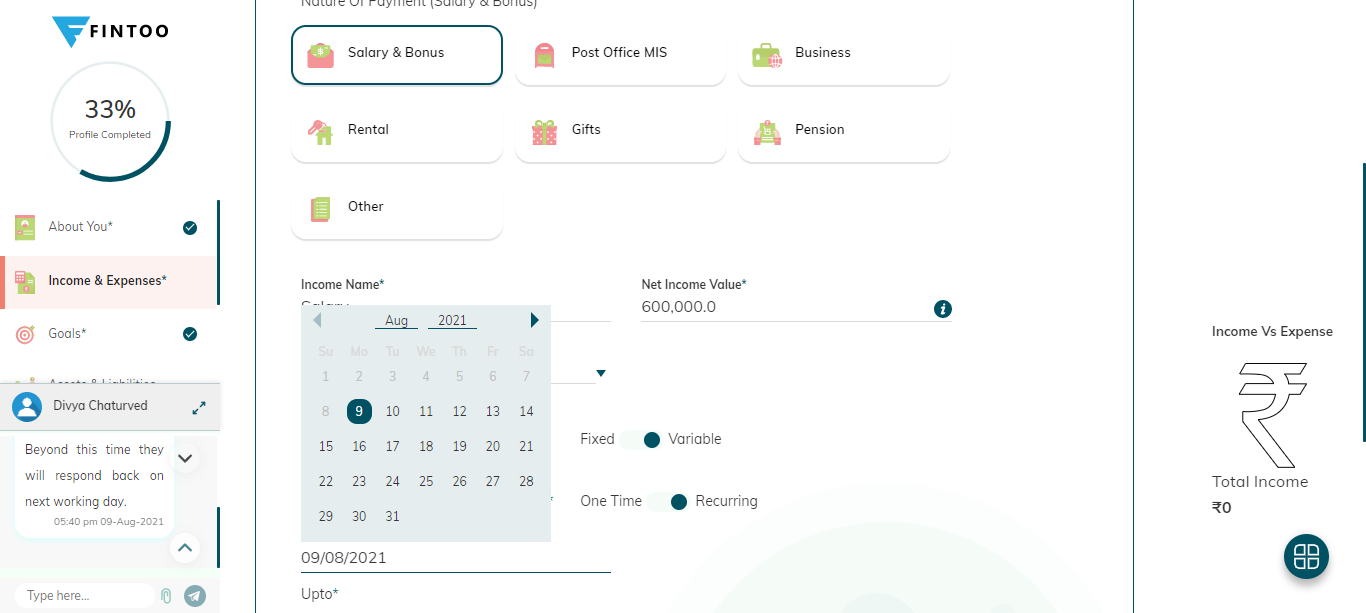 FINTOO
33%
Profile Completed
About You*
Income & Expenses*
Goals*
Assets & Liabilities
Divya Chaturved
Beyond this time they
will respond back on
next working day.
05:40 pm 09-Aug-2021
Type here...
Nature Of Payment (Salary & Bonus)
Salary & Bonus
Post Office MIS
Business
Rental
Gifts
Pension
Other
Income Name*
Net Income Value*
Salary
600,000.0
Aug 2021
Su Mo Tu We Th Fr Sa
1 2 3 4 5 6 7
8 9 10 11 12 13 14
15 16 17 18 19 20 21
22 23 24 25 26 27 28
29 30 31
Fixed Variable
* One Time Recurring
09/08/2021
Upto*
Income Vs Expense
Total Income
₹0